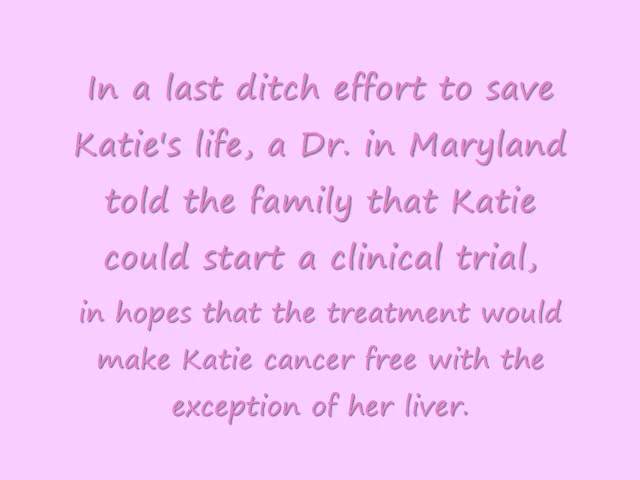 In a last ditch effort to save
Katie's life, a Dr. in Maryland
told the family that Katie
could start a clinical trial,
in hopes that the treatment would
make Katie cancer free with the
exception of her liver.